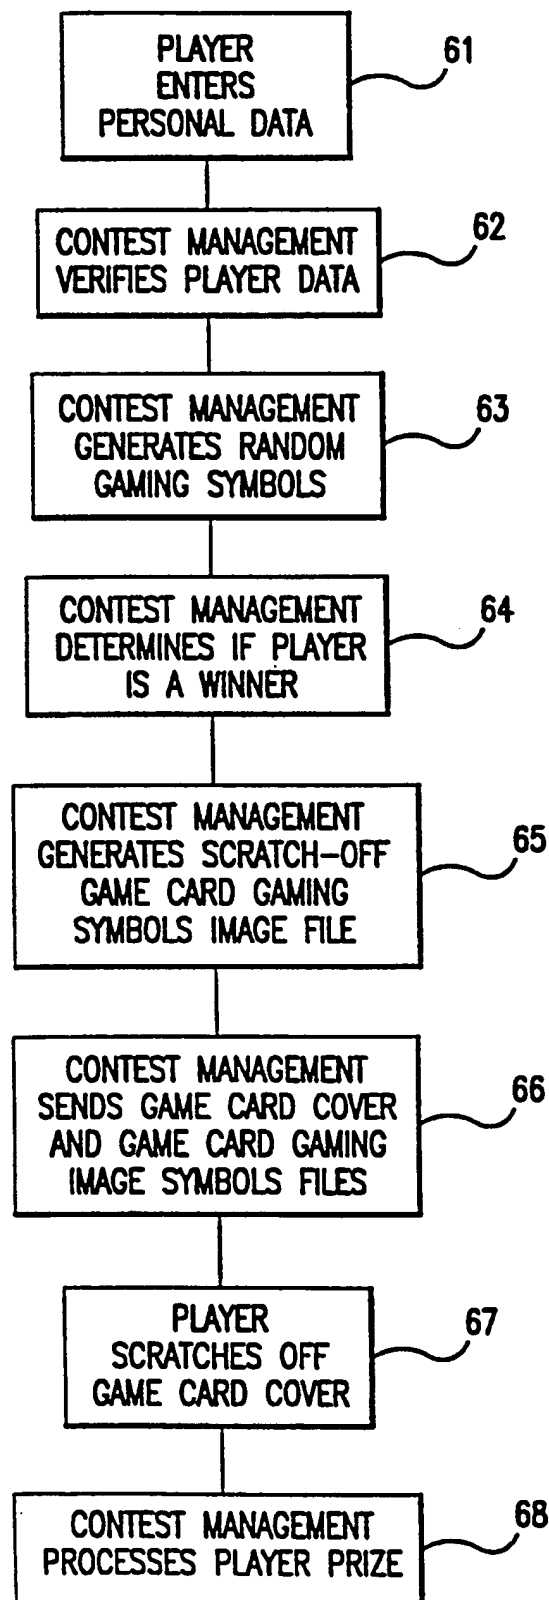 PLAYER
ENTERS
PERSONAL DATA
61
CONTEST MANAGEMENT
VERIFIES PLAYER DATA
62
CONTEST MANAGEMENT
GENERATES RANDOM
GAMING SYMBOLS
63
CONTEST MANAGEMENT
DETERMINES IF PLAYER
IS A WINNER
64
CONTEST MANAGEMENT
GENERATES SCRATCH-OFF
GAME CARD GAMING
SYMBOLS IMAGE FILE
65
CONTEST MANAGEMENT
SENDS GAME CARD COVER
AND GAME CARD GAMING
IMAGE SYMBOLS FILES
66
PLAYER
SCRATCHES OFF
GAME CARD COVER
67
CONTEST MANAGEMENT
PROCESSES PLAYER PRIZE
68